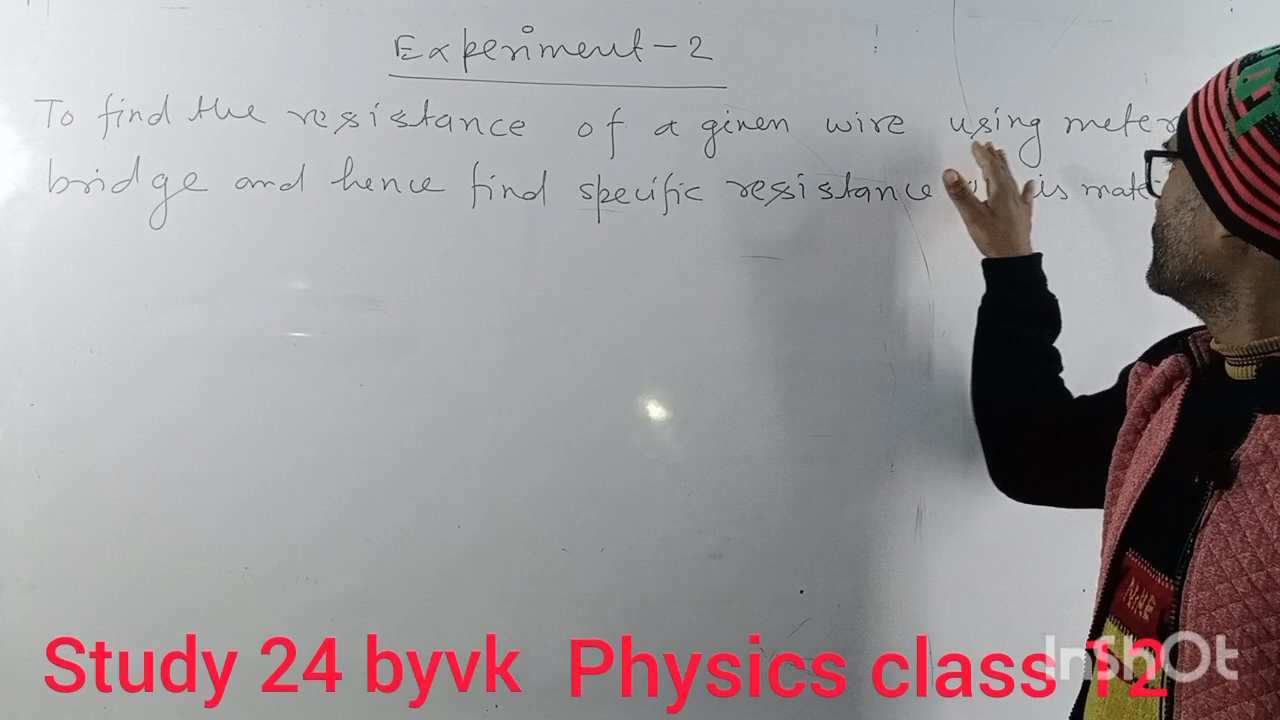 Experiment-2
To find the resistance of a given wire using meter
bridge and hence find specific resistance
Study 24 byvk Physics class 12
InShOt